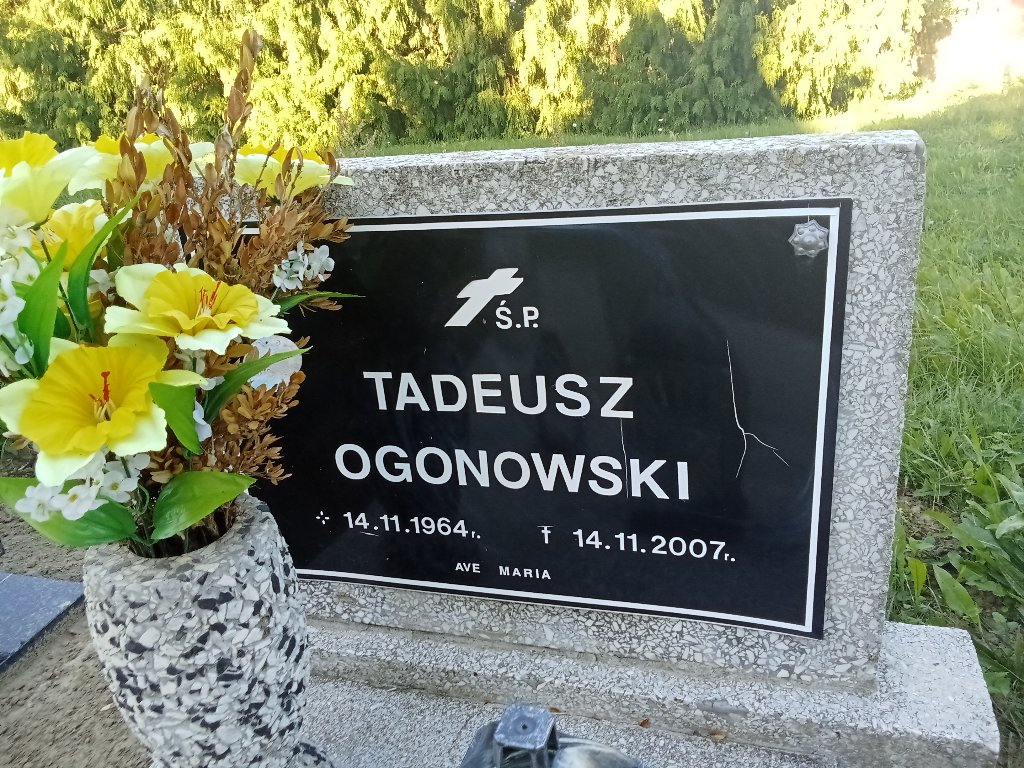 Ś.P.
TADEUSZ
OGONOWSKI
14.11.1964r. 14.11.2007r.
AVE MARIA